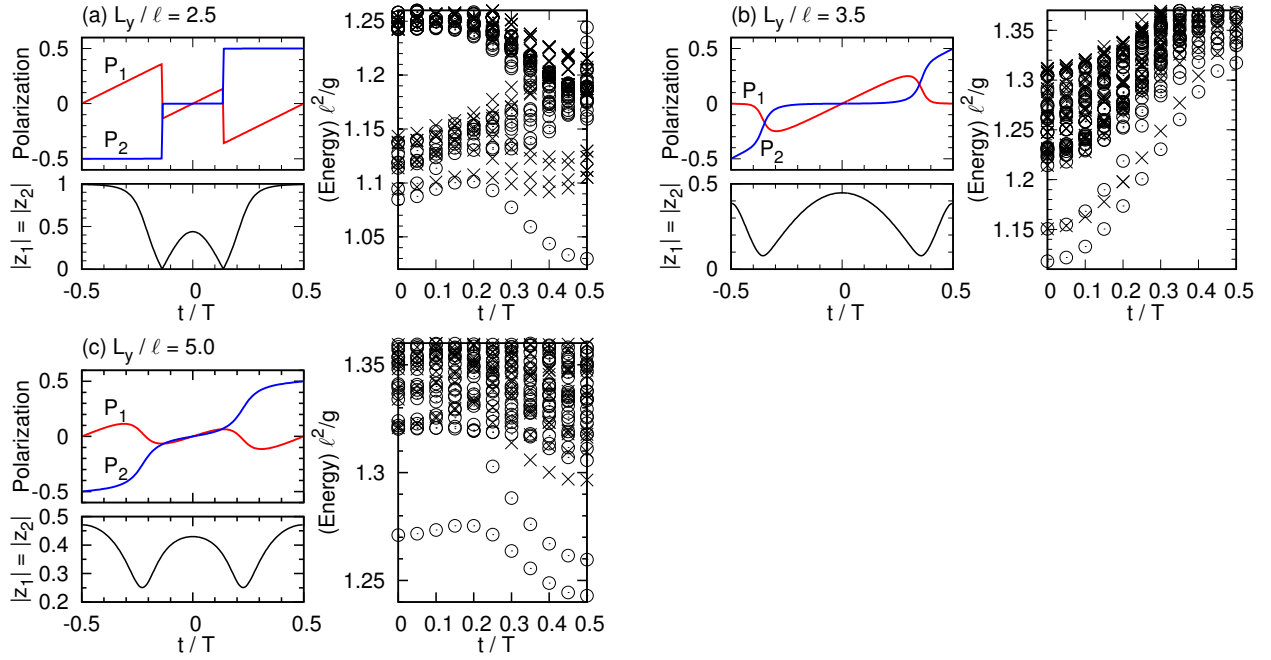 (a) L_y / ℓ = 2.5
Polarization
0.5
0
-0.5
P_1
P_2
|z_1| = |z_2|
1
0.5
0
-0.5
0
0.5
t / T
(Energy) ℓ^2/g
1.25
1.2
1.15
1.1
1.05
0 0.1 0.2 0.3 0.4 0.5
t / T
(b) L_y / ℓ = 3.5
Polarization
0.5
0
-0.5
P_1
P_2
|z_1| = |z_2|
0.5
0
-0.5
0
0.5
t / T
(Energy) ℓ^2/g
1.35
1.3
1.25
1.2
1.15
0 0.1 0.2 0.3 0.4 0.5
t / T
(c) L_y / ℓ = 5.0
Polarization
0.5
0
-0.5
P_1
P_2
|z_1| = |z_2|
0.5
0.4
0.3
0.2
-0.5
0
0.5
t / T
(Energy) ℓ^2/g
1.35
1.3
1.25
0 0.1 0.2 0.3 0.4 0.5
t / T